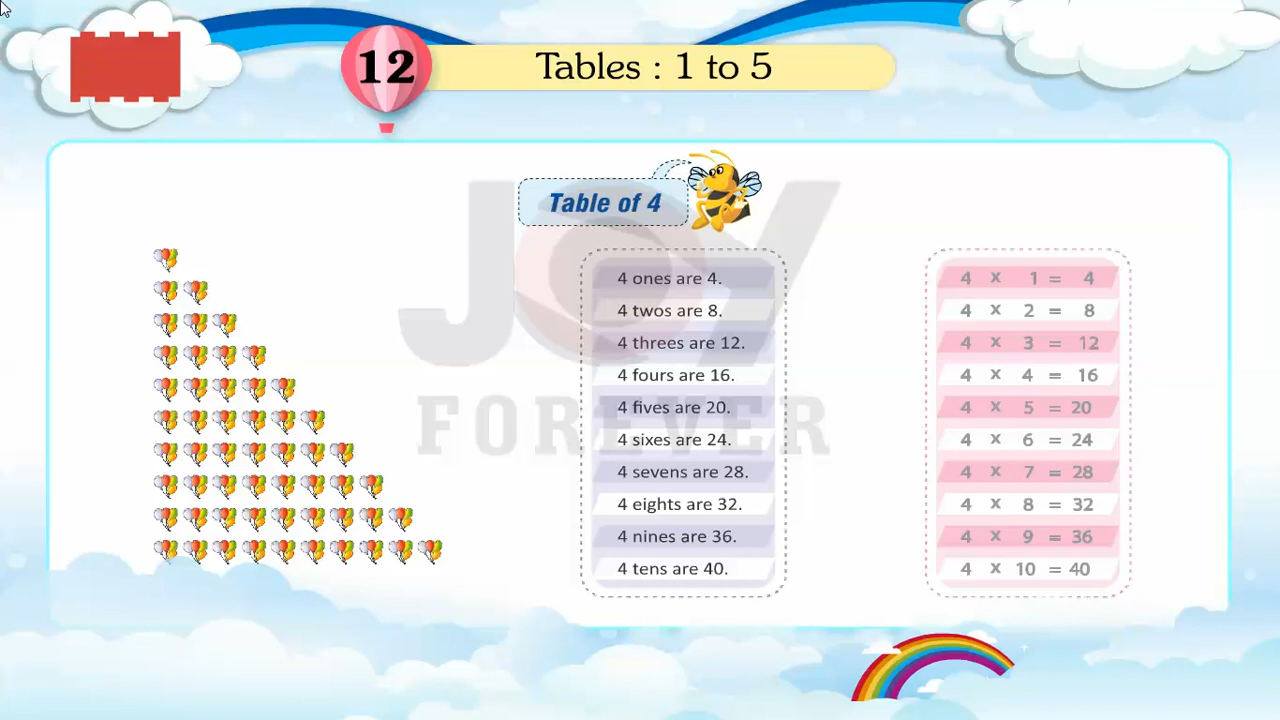 12
Tables : 1 to 5
Table of 4
JOY
FOREVER
4 ones are 4.
4 twos are 8.
4 threes are 12.
4 fours are 16.
4 fives are 20.
4 sixes are 24.
4 sevens are 28.
4 eights are 32.
4 nines are 36.
4 tens are 40.
4 x 1 = 4
4 x 2 = 8
4 x 3 = 12
4 x 4 = 16
4 x 5 = 20
4 x 6 = 24
4 x 7 = 28
4 x 8 = 32
4 x 9 = 36
4 x 10 = 40